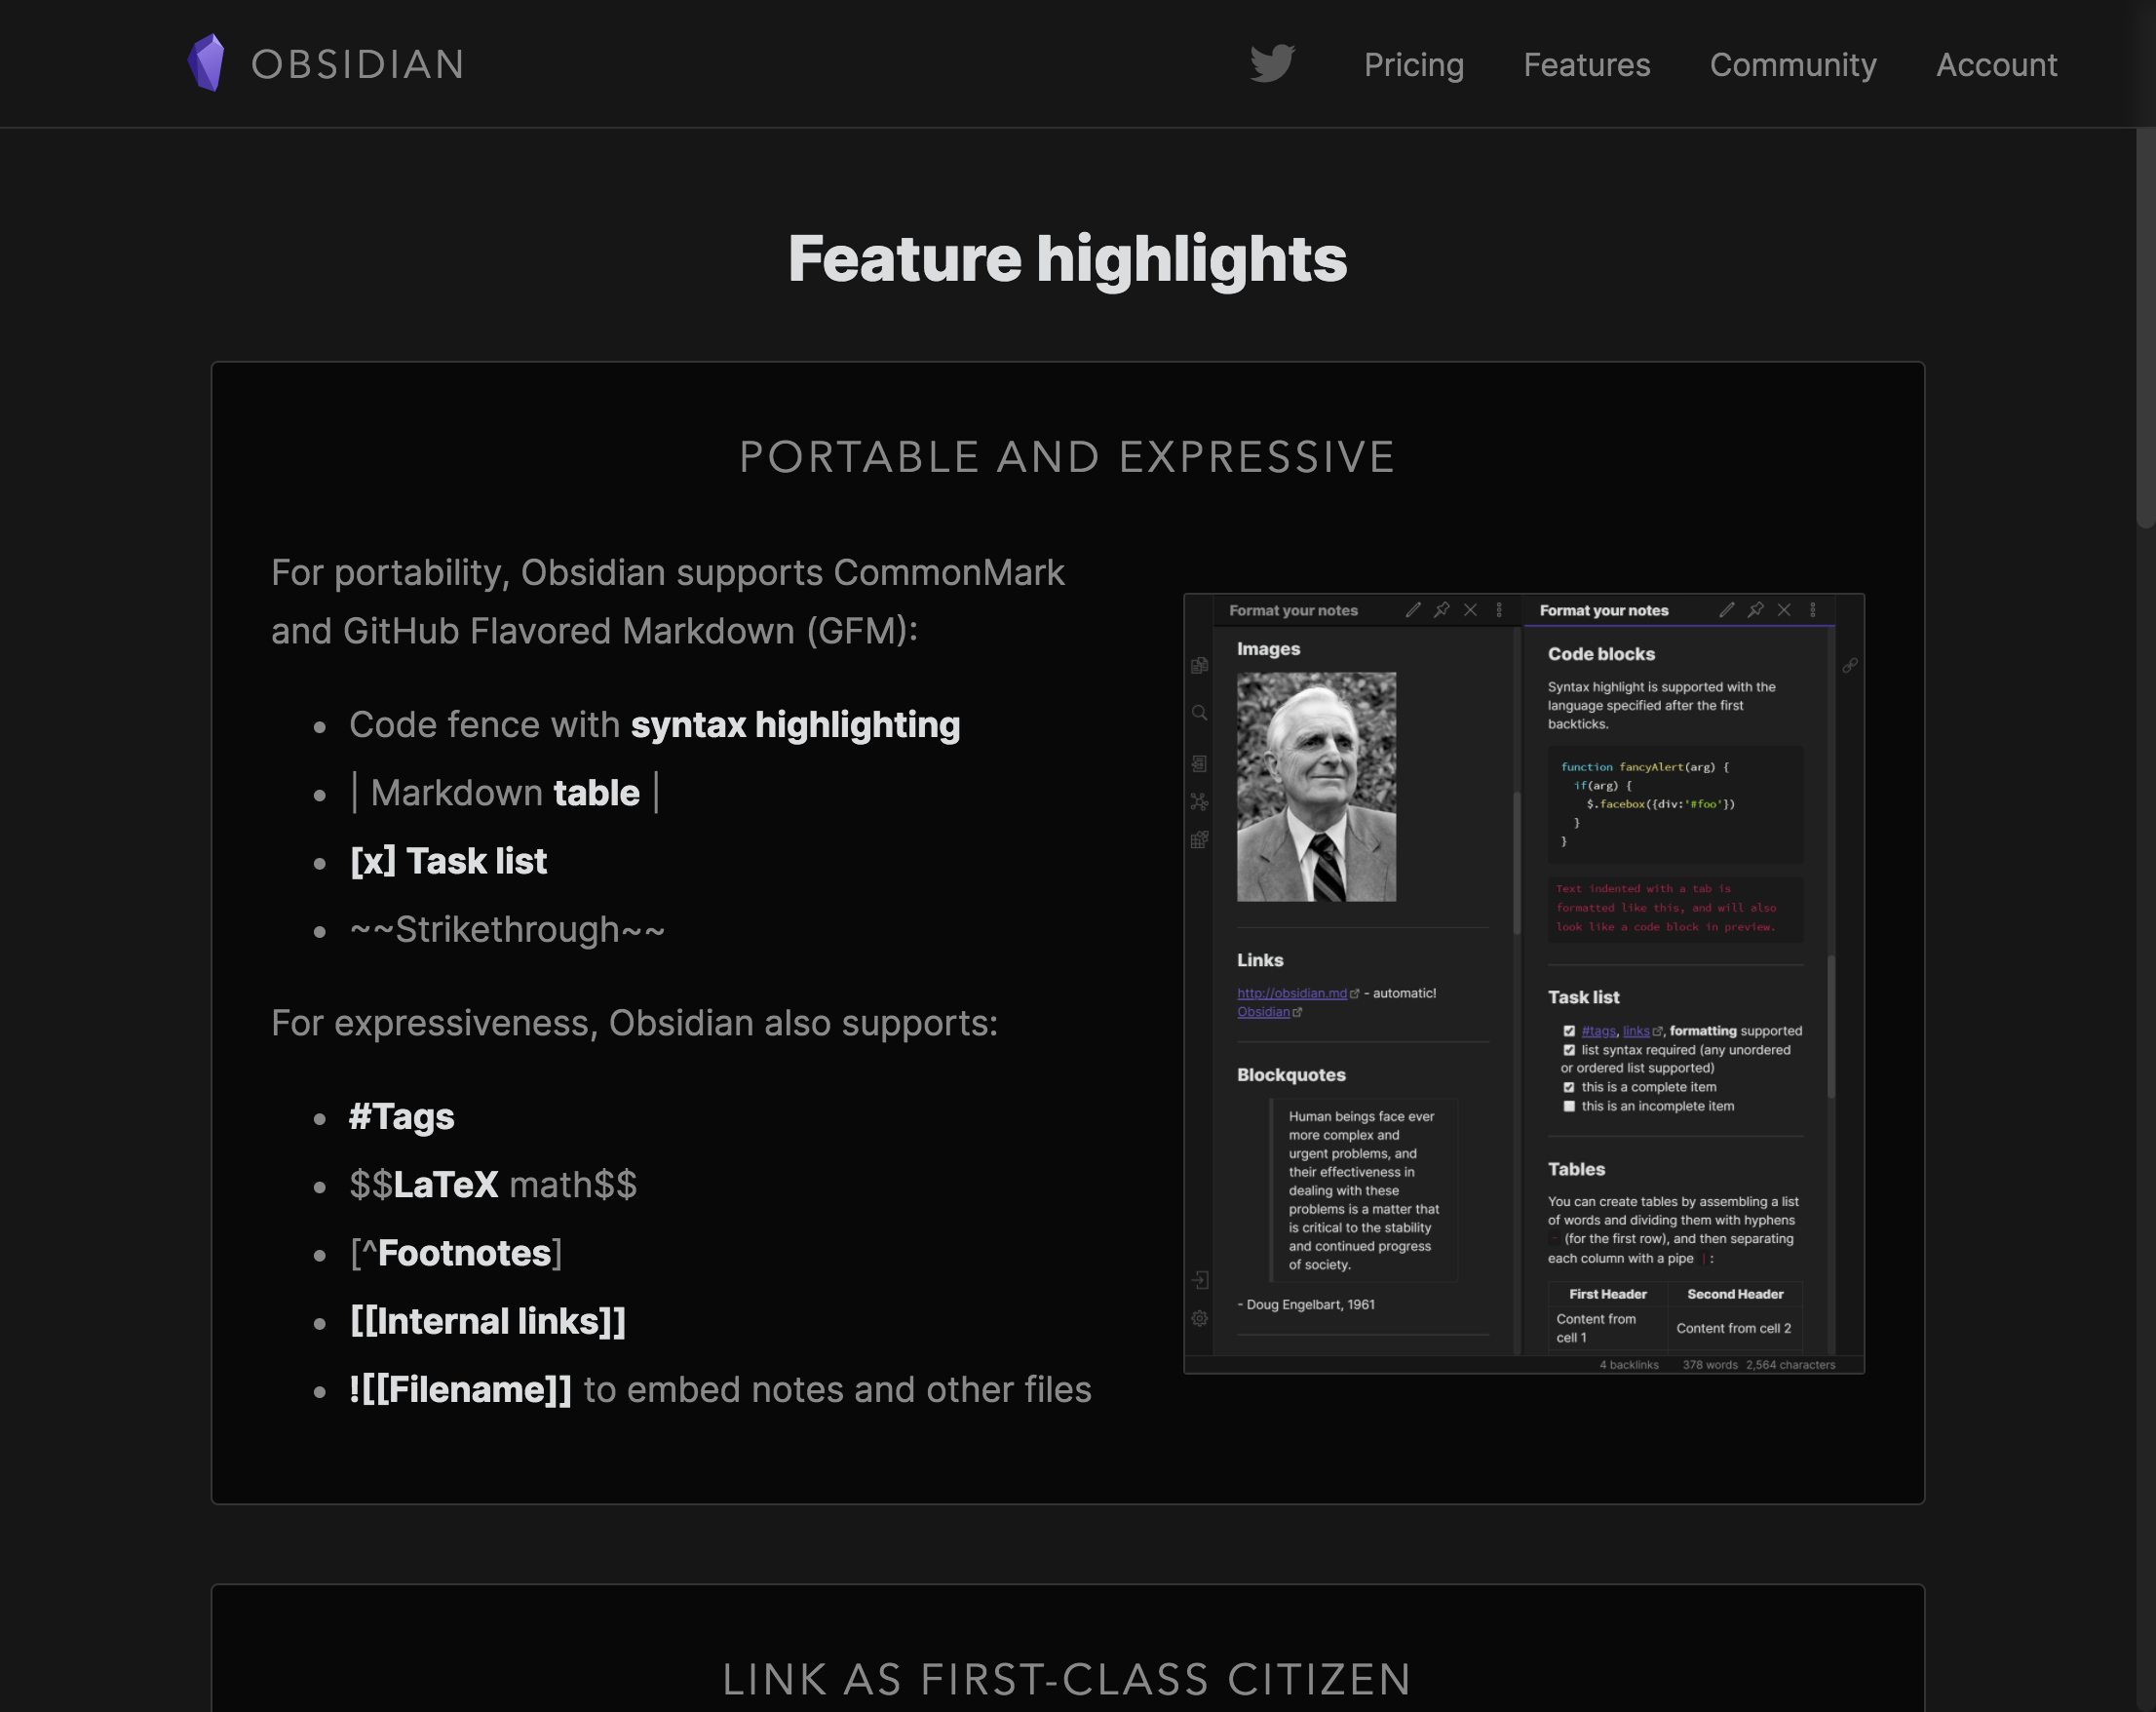 OBSIDIAN
Pricing
Features
Community
Account
Feature highlights
PORTABLE AND EXPRESSIVE
For portability, Obsidian supports CommonMark
and GitHub Flavored Markdown (GFM):
• Code fence with syntax highlighting
• | Markdown table |
• [x] Task list
• ~~Strikethrough~~
For expressiveness, Obsidian also supports:
• #Tags
• $$LaTeX math$$
• [^Footnotes]
• [[Internal links]]
• ![[Filename]] to embed notes and other files
Format your notes
Images
Links
http://obsidian.md - automatic!
Obsidian
Blockquotes
Human beings face ever
more complex and
urgent problems, and
their effectiveness in
dealing with these
problems is a matter that
is critical to the stability
and continued progress
of society.
- Doug Engelbart, 1961
Format your notes
Code blocks
Syntax highlight is supported with the
language specified after the first
backticks.
function fancyAlert(arg) {
if(arg) {
$.facebox({div:'#foo'})
}
}
Text indented with a tab is
formatted like this, and will also
look like a code block in preview.
Task list
#tags, links, formatting supported
list syntax required (any unordered
or ordered list supported)
this is a complete item
this is an incomplete item
Tables
You can create tables by assembling a list
of words and dividing them with hyphens
- (for the first row), and then separating
each column with a pipe | :
First Header Second Header
Content from
cell 1
Content from cell 2
4 backlinks 378 words 2,564 characters
LINK AS FIRST-CLASS CITIZEN